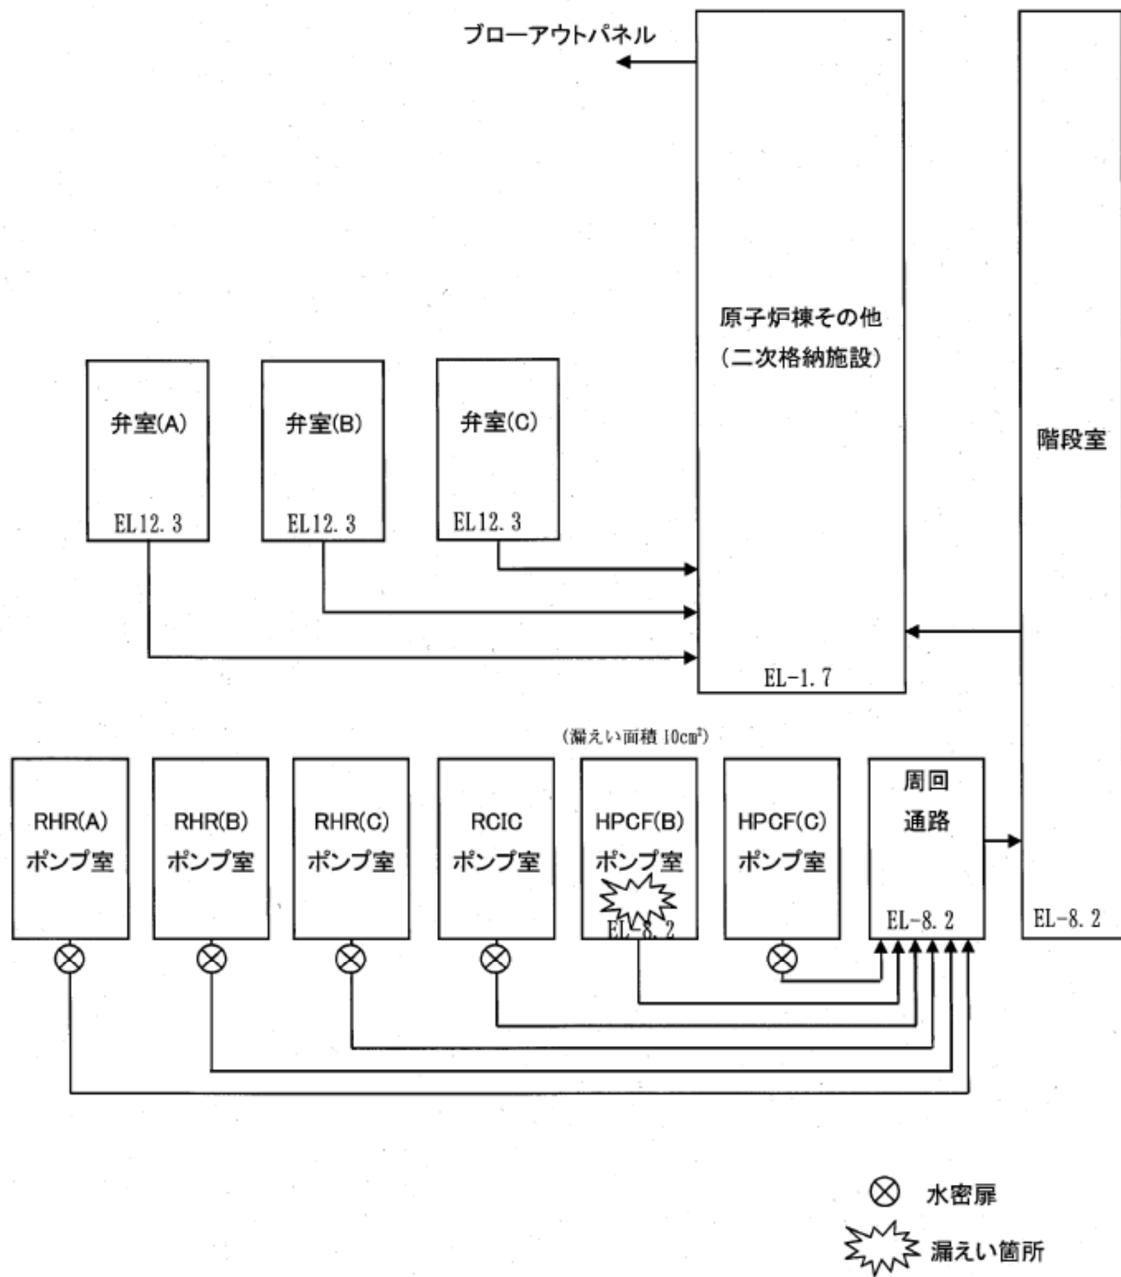 ブローアウトパネル
原子炉棟その他
(二次格納施設)
EL-1.7
階段室
EL-8.2
弁室(A)
EL12.3
弁室(B)
EL12.3
弁室(C)
EL12.3
(漏えい面積10cm²)
RHR(A)
ポンプ室
RHR(B)
ポンプ室
RHR(C)
ポンプ室
RCIC
ポンプ室
HPCF(B)
ポンプ室
EL-8.2
HPCF(C)
ポンプ室
周回
通路
EL-8.2
水密扉
漏えい箇所